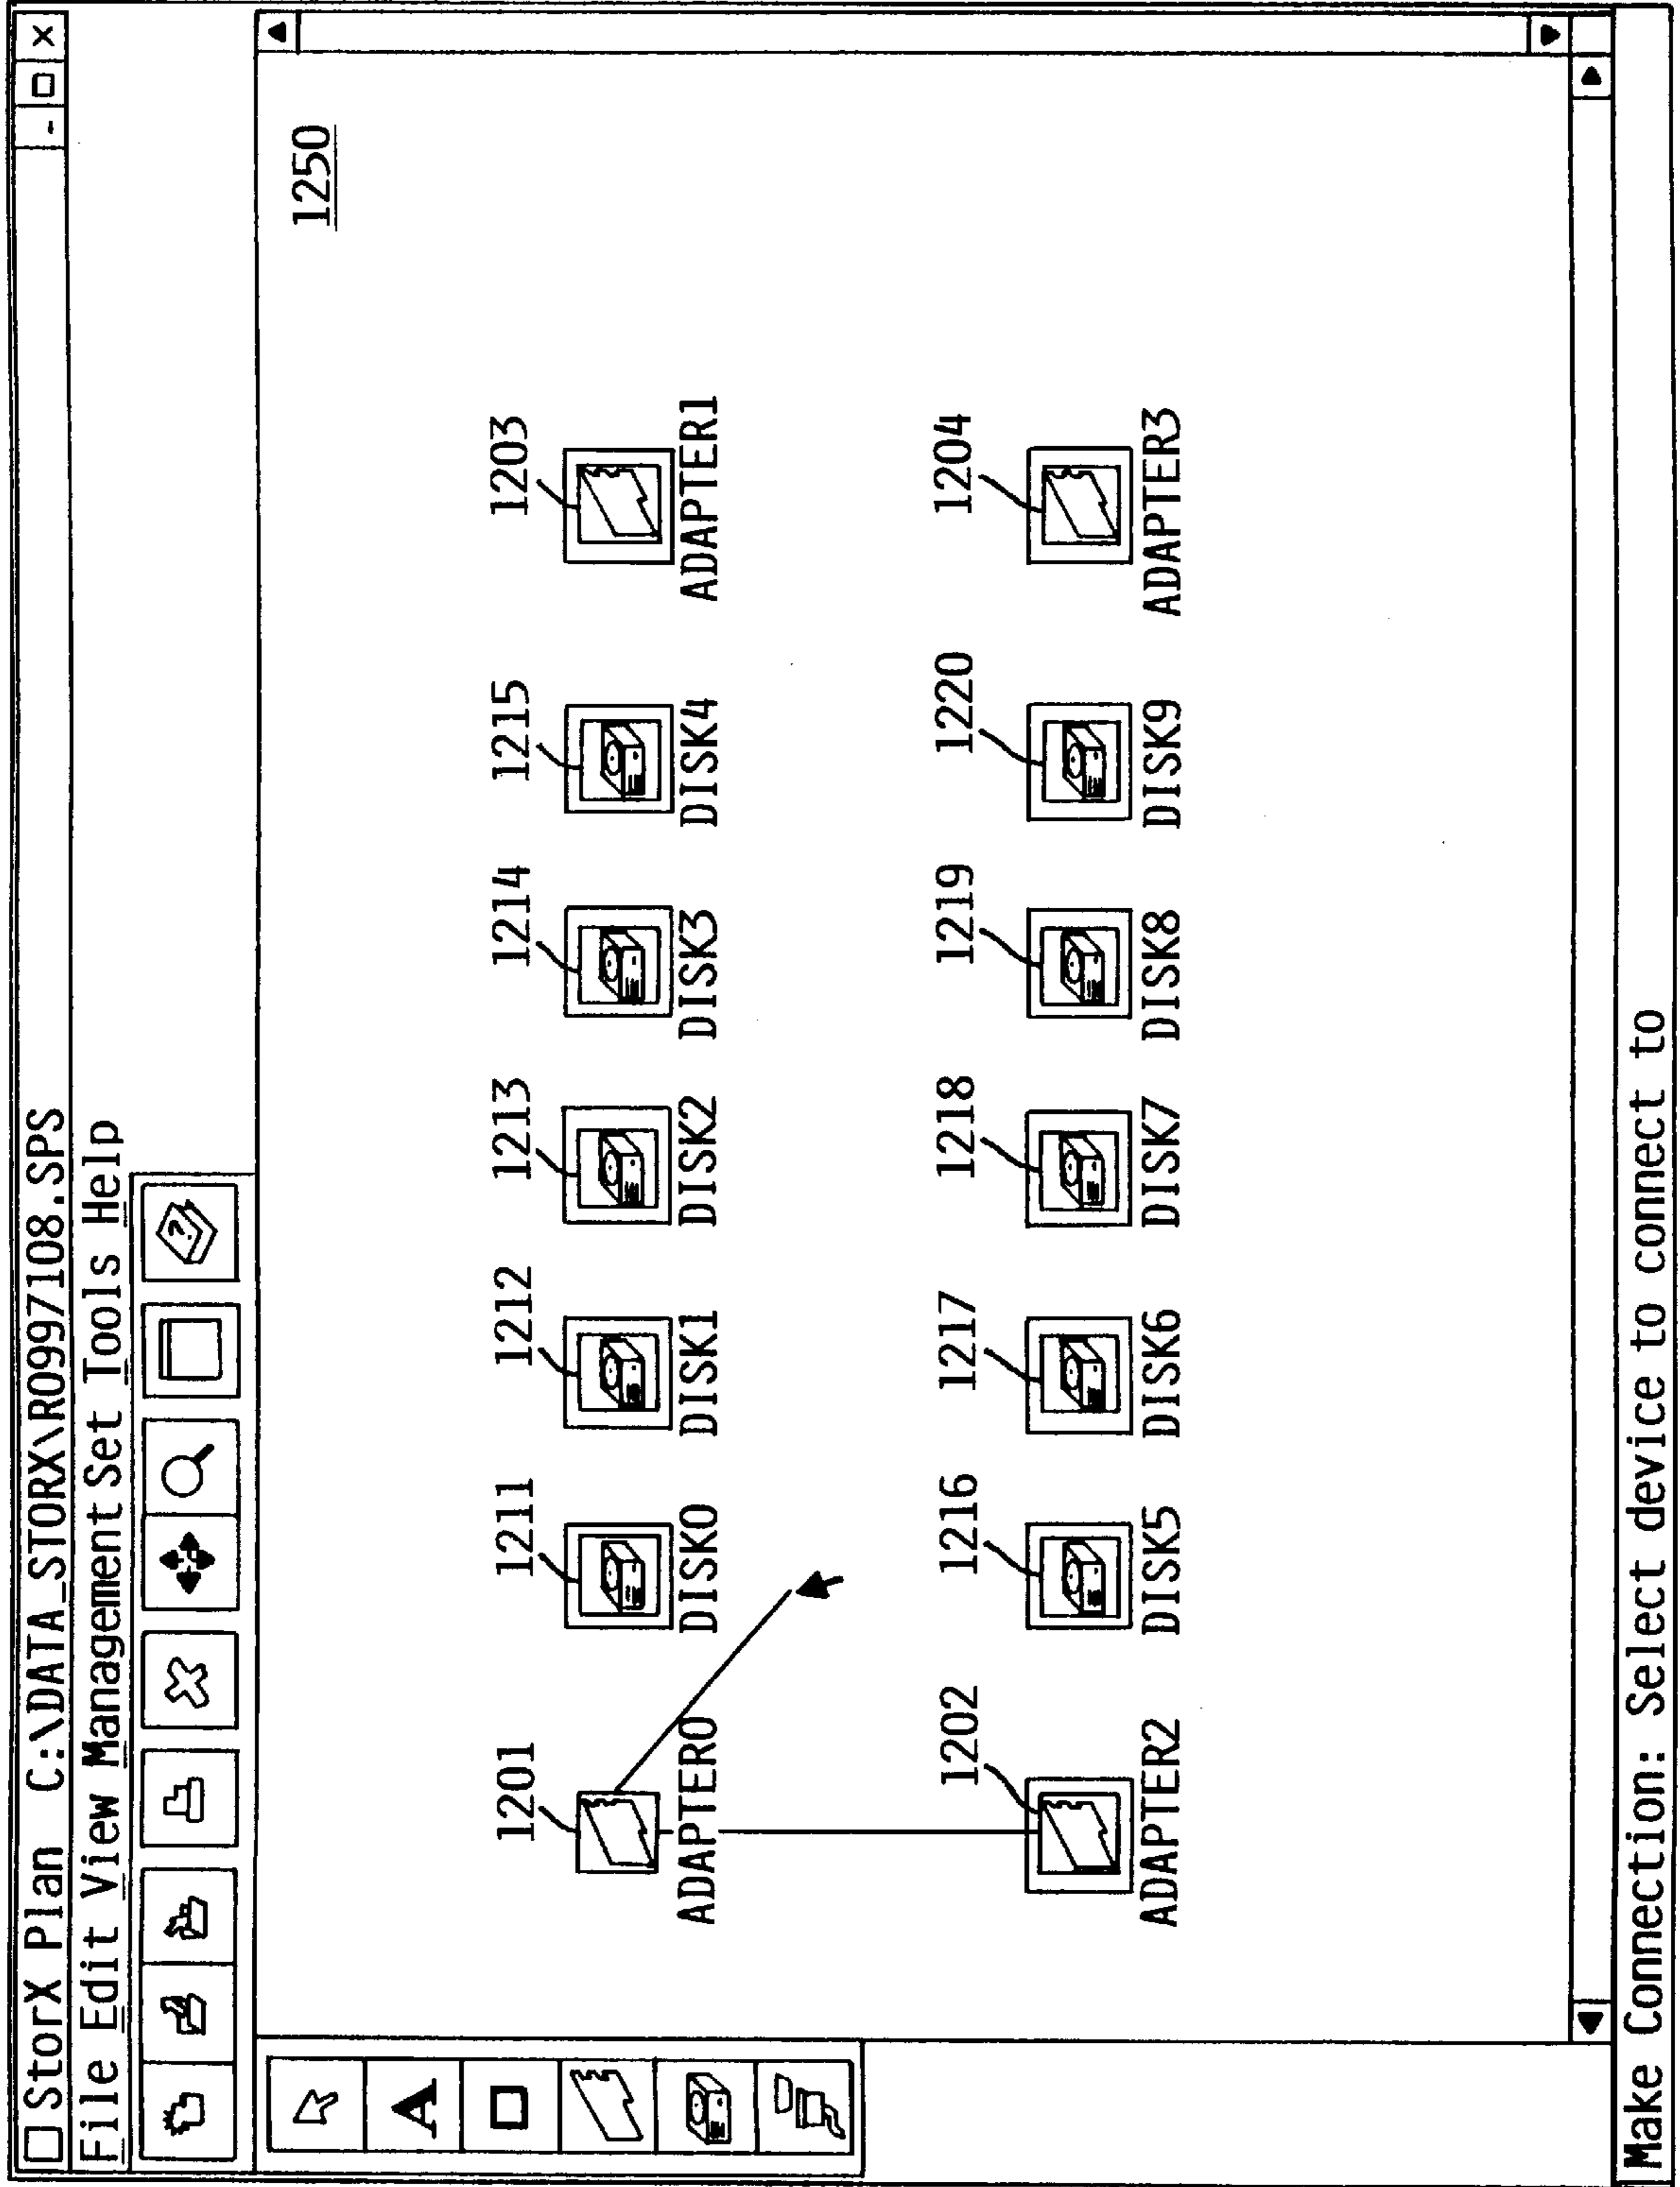 StorX Plan C:\DATA_STORX\RO997108.SPS
File Edit View Management Set Tools Help
A
1250
1201 1211 1212 1213 1214 1215 1203
ADAPTER0 DISK0 DISK1 DISK2 DISK3 DISK4 ADAPTER1
1202 1216 1217 1218 1219 1220 1204
ADAPTER2 DISK5 DISK6 DISK7 DISK8 DISK9 ADAPTER3
Make Connection: Select device to connect to